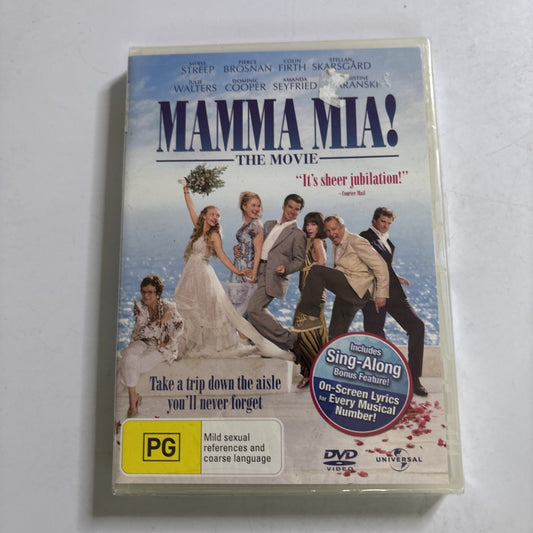 MERYL STREEP PIERCE BROSNAN COLIN FIRTH STELLAN SKARSGÅRD
JULIE WALTERS DOMINIC COOPER AMANDA SEYFRIED
MAMMA MIA!
THE MOVIE
"It's sheer jubilation!"
–Courier Mail
Take a trip down the aisle
you'll never forget
Includes
Sing-Along
Bonus Feature!
On-Screen Lyrics
for Every Musical
Number!
PG
Mild sexual
references and
coarse language
DVD
VIDEO
UNIVERSAL